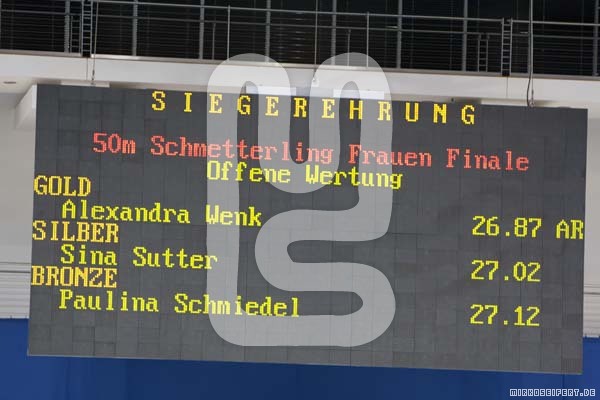 SIEGEREHRUNG
50m Schmetterling Frauen Finale
Offene Wertung
GOLD
Alexandra Wenk 26.87 AR
SILBER
Sina Sutter 27.02
BRONZE
Paulina Schmiedel 27.12
MIRKOSEIFERT.DE